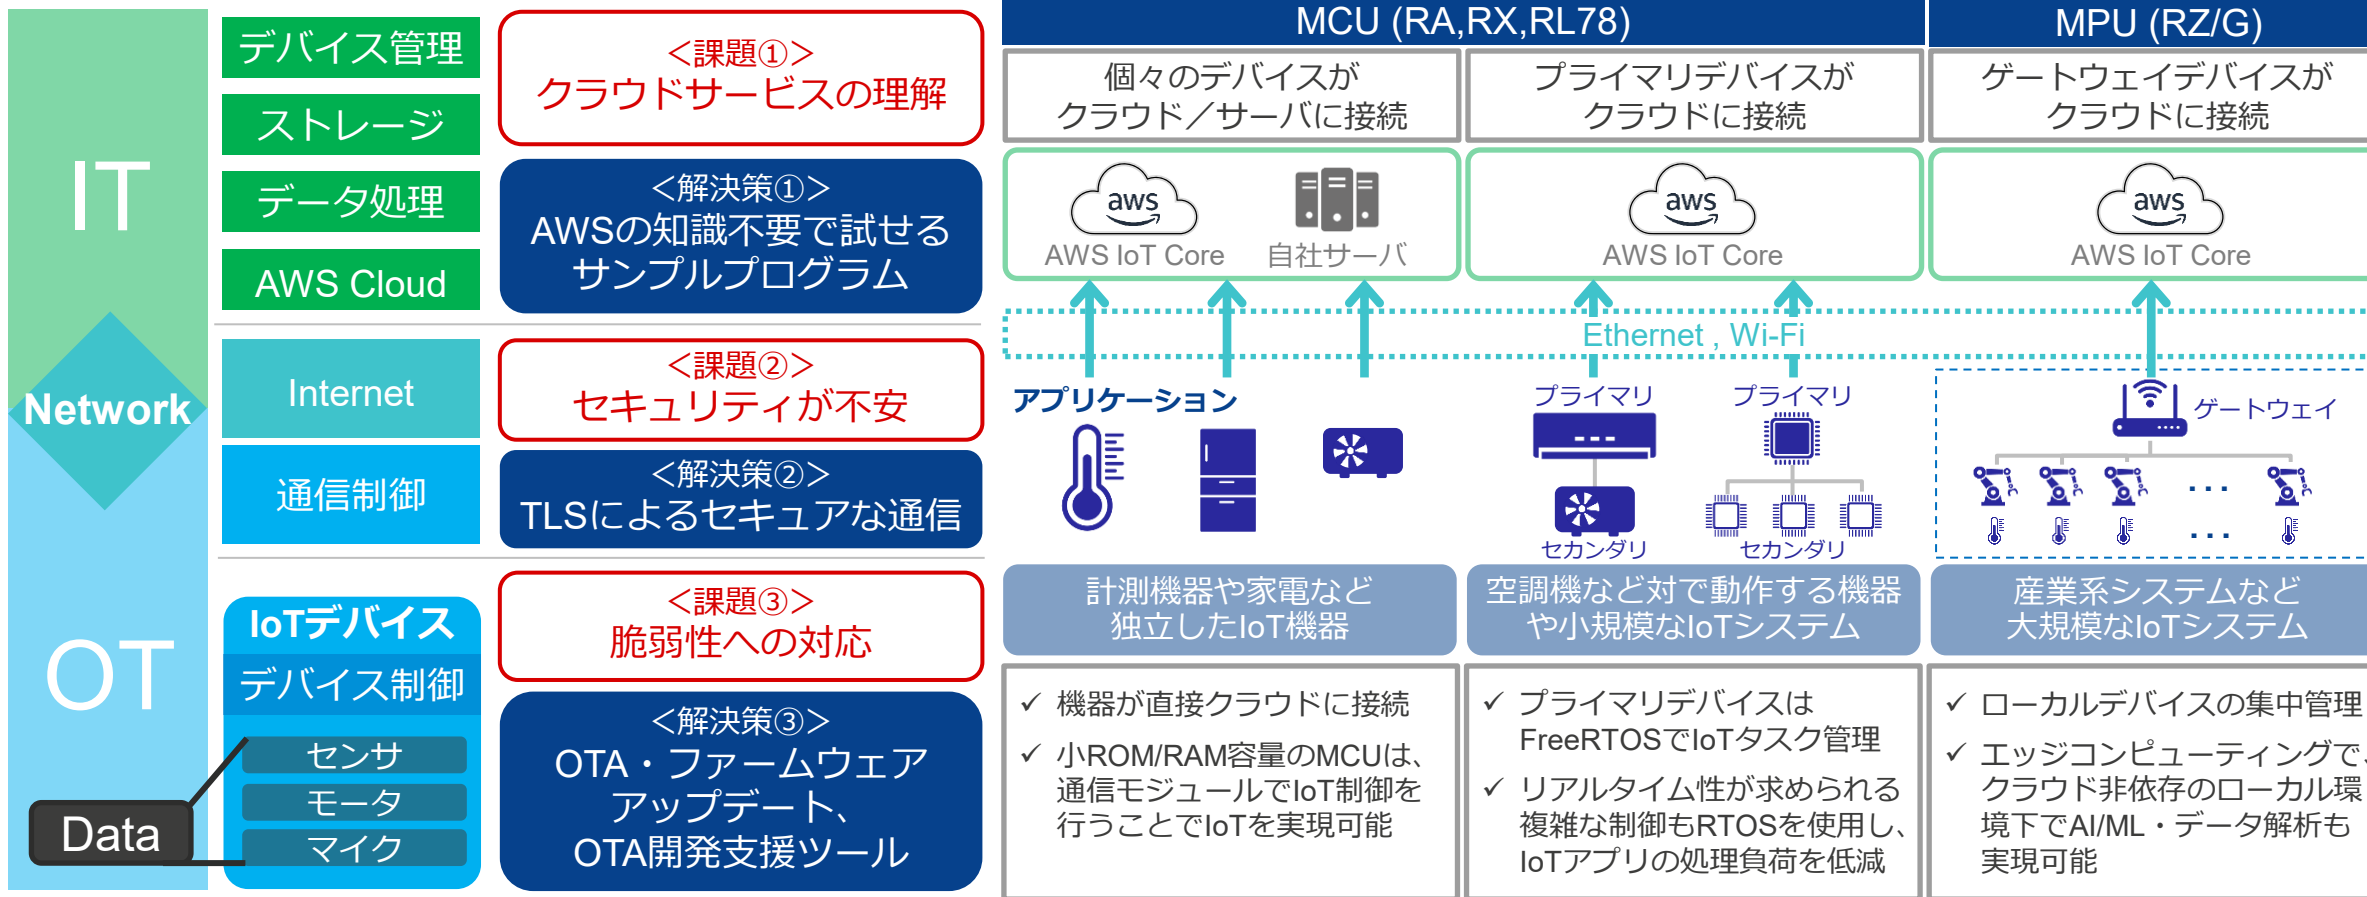 IT
Network
OT
Data
デバイス管理
ストレージ
データ処理
AWS Cloud
Internet
通信制御
IoTデバイス
デバイス制御
センサ
モータ
マイク
＜課題①＞
クラウドサービスの理解
＜解決策①＞
AWSの知識不要で試せる
サンプルプログラム
＜課題②＞
セキュリティが不安
＜解決策②＞
TLSによるセキュアな通信
＜課題③＞
脆弱性への対応
＜解決策③＞
OTA・ファームウェア
アップデート、
OTA開発支援ツール
MCU (RA,RX,RL78)
MPU (RZ/G)
個々のデバイスが
クラウド／サーバに接続
プライマリデバイスが
クラウドに接続
ゲートウェイデバイスが
クラウドに接続
aws
AWS IoT Core
自社サーバ
aws
AWS IoT Core
aws
AWS IoT Core
Ethernet , Wi-Fi
アプリケーション
プライマリ
セカンダリ
プライマリ
セカンダリ
ゲートウェイ
...
...
計測機器や家電など
独立したIoT機器
空調機など対で動作する機器
や小規模なIoTシステム
産業系システムなど
大規模なIoTシステム
✓ 機器が直接クラウドに接続
✓ 小ROM/RAM容量のMCUは、
通信モジュールでIoT制御を
行うことでIoTを実現可能
✓ プライマリデバイスは
FreeRTOSでIoTタスク管理
✓ リアルタイム性が求められる
複雑な制御もRTOSを使用し、
IoTアプリの処理負荷を低減
✓ ローカルデバイスの集中管理
✓ エッジコンピューティングで、
クラウド非依存のローカル環
境下でAI/ML・データ解析も
実現可能